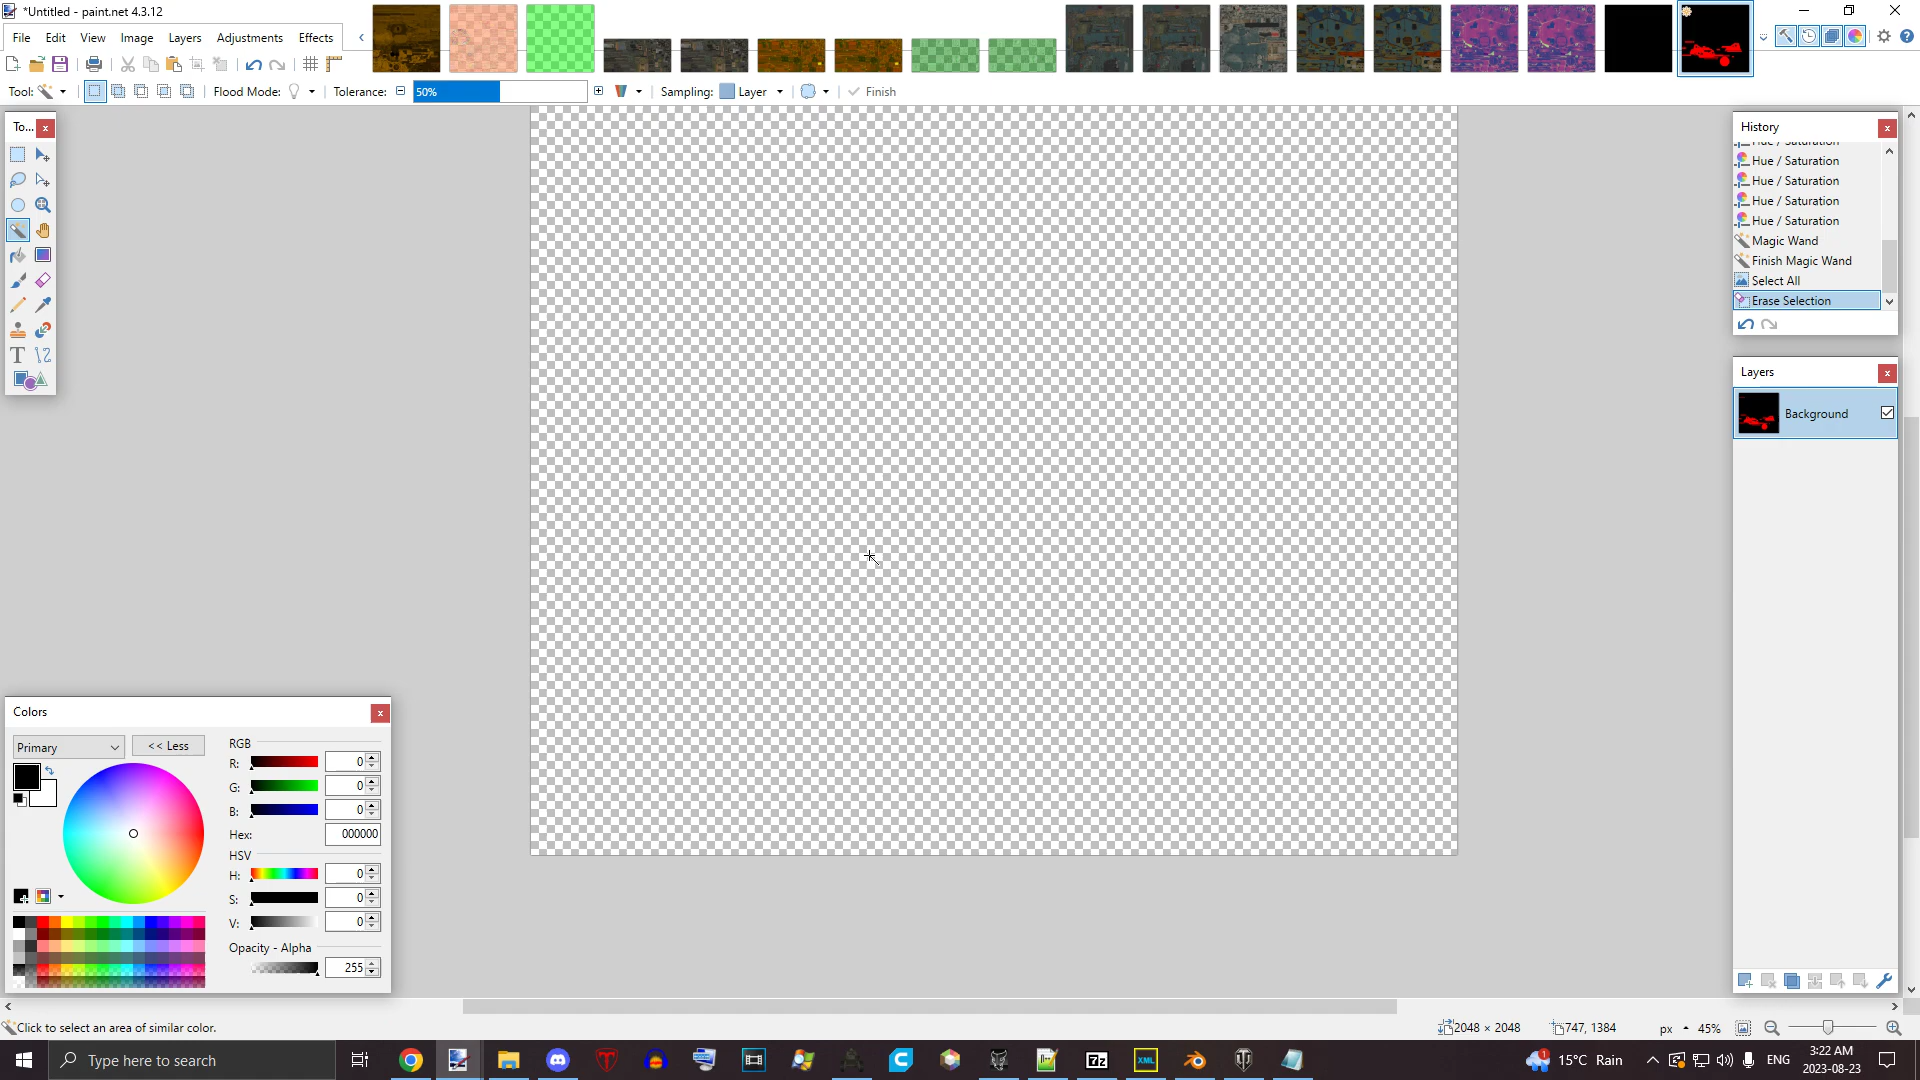 *Untitled - paint.net 4.3.12
File Edit View Image Layers Adjustments Effects
Tool: Flood Mode: Tolerance: 50% Sampling: Layer Finish
To...
History
Hue / Saturation
Hue / Saturation
Hue / Saturation
Hue / Saturation
Hue / Saturation
Magic Wand
Finish Magic Wand
Select All
Erase Selection
Layers
Background
Colors
Primary << Less
RGB
R: 0
G: 0
B: 0
Hex: 000000
HSV
H: 0
S: 0
V: 0
Opacity - Alpha
255
Click to select an area of similar color. 2048 × 2048 747, 1384 px 45%
Type here to search 15°C Rain ENG 3:22 AM
2023-08-23